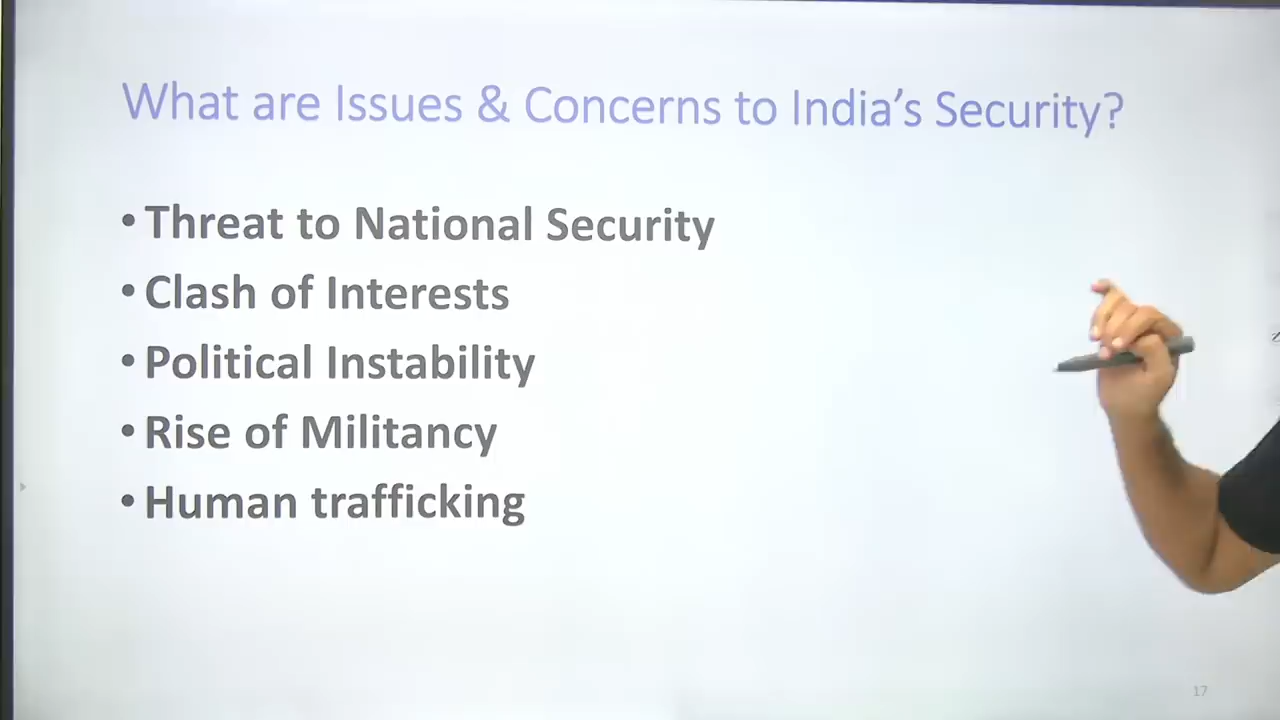 What are Issues & Concerns to India's Security?
• Threat to National Security
• Clash of Interests
• Political Instability
• Rise of Militancy
• Human trafficking
17